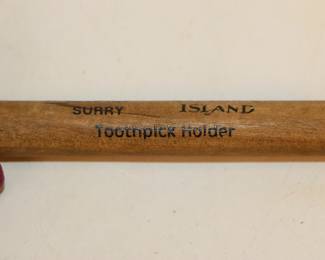 SURRY ISLAND
Toothpick Holder